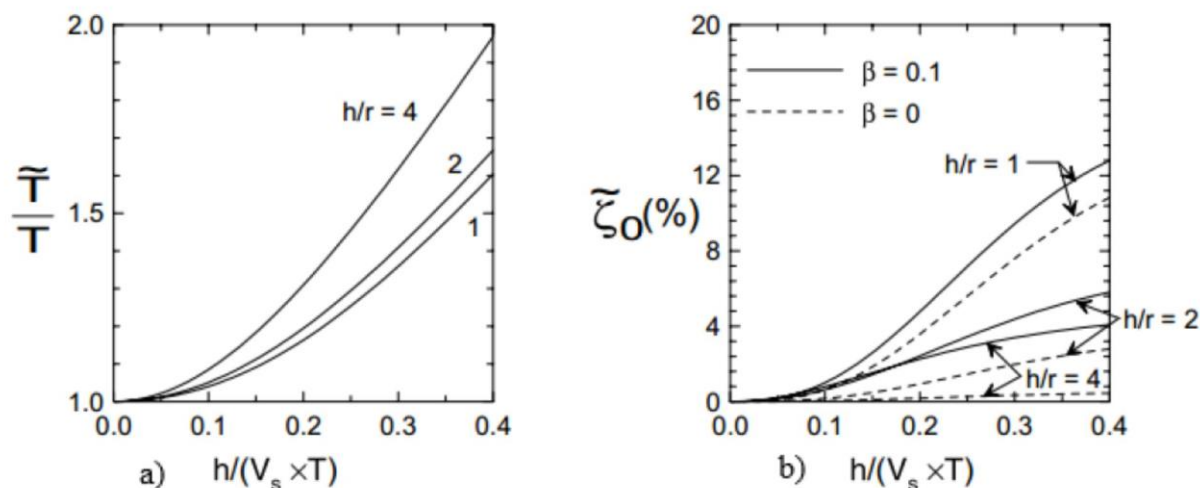 2.0
1.5
1.0
T̃
T
h/r = 4
2
1
0.0 0.1 0.2 0.3 0.4
a) h/(Vₛ ×T)
20
16
12
8
4
0
ζ̃₀(%)
β = 0.1
β = 0
h/r = 1
h/r = 2
h/r = 4
0.0 0.1 0.2 0.3 0.4
b) h/(Vₛ ×T)